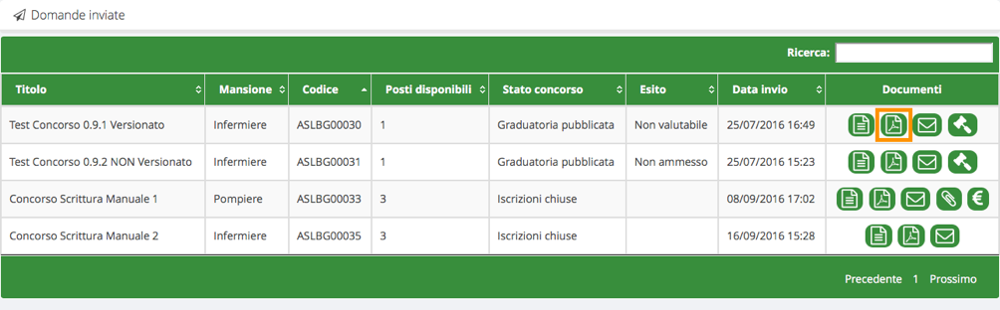 Domande inviate
Ricerca:
Titolo Mansione Codice Posti disponibili Stato concorso Esito Data invio Documenti
Test Concorso 0.9.1 Versionato Infermiere ASLBG00030 1 Graduatoria pubblicata Non valutabile 25/07/2016 16:49
Test Concorso 0.9.2 NON Versionato Infermiere ASLBG00031 1 Graduatoria pubblicata Non ammesso 25/07/2016 15:23
Concorso Scrittura Manuale 1 Pompiere ASLBG00033 3 Iscrizioni chiuse 08/09/2016 17:02 €
Concorso Scrittura Manuale 2 Infermiere ASLBG00035 3 Iscrizioni chiuse 16/09/2016 15:28
Precedente 1 Prossimo